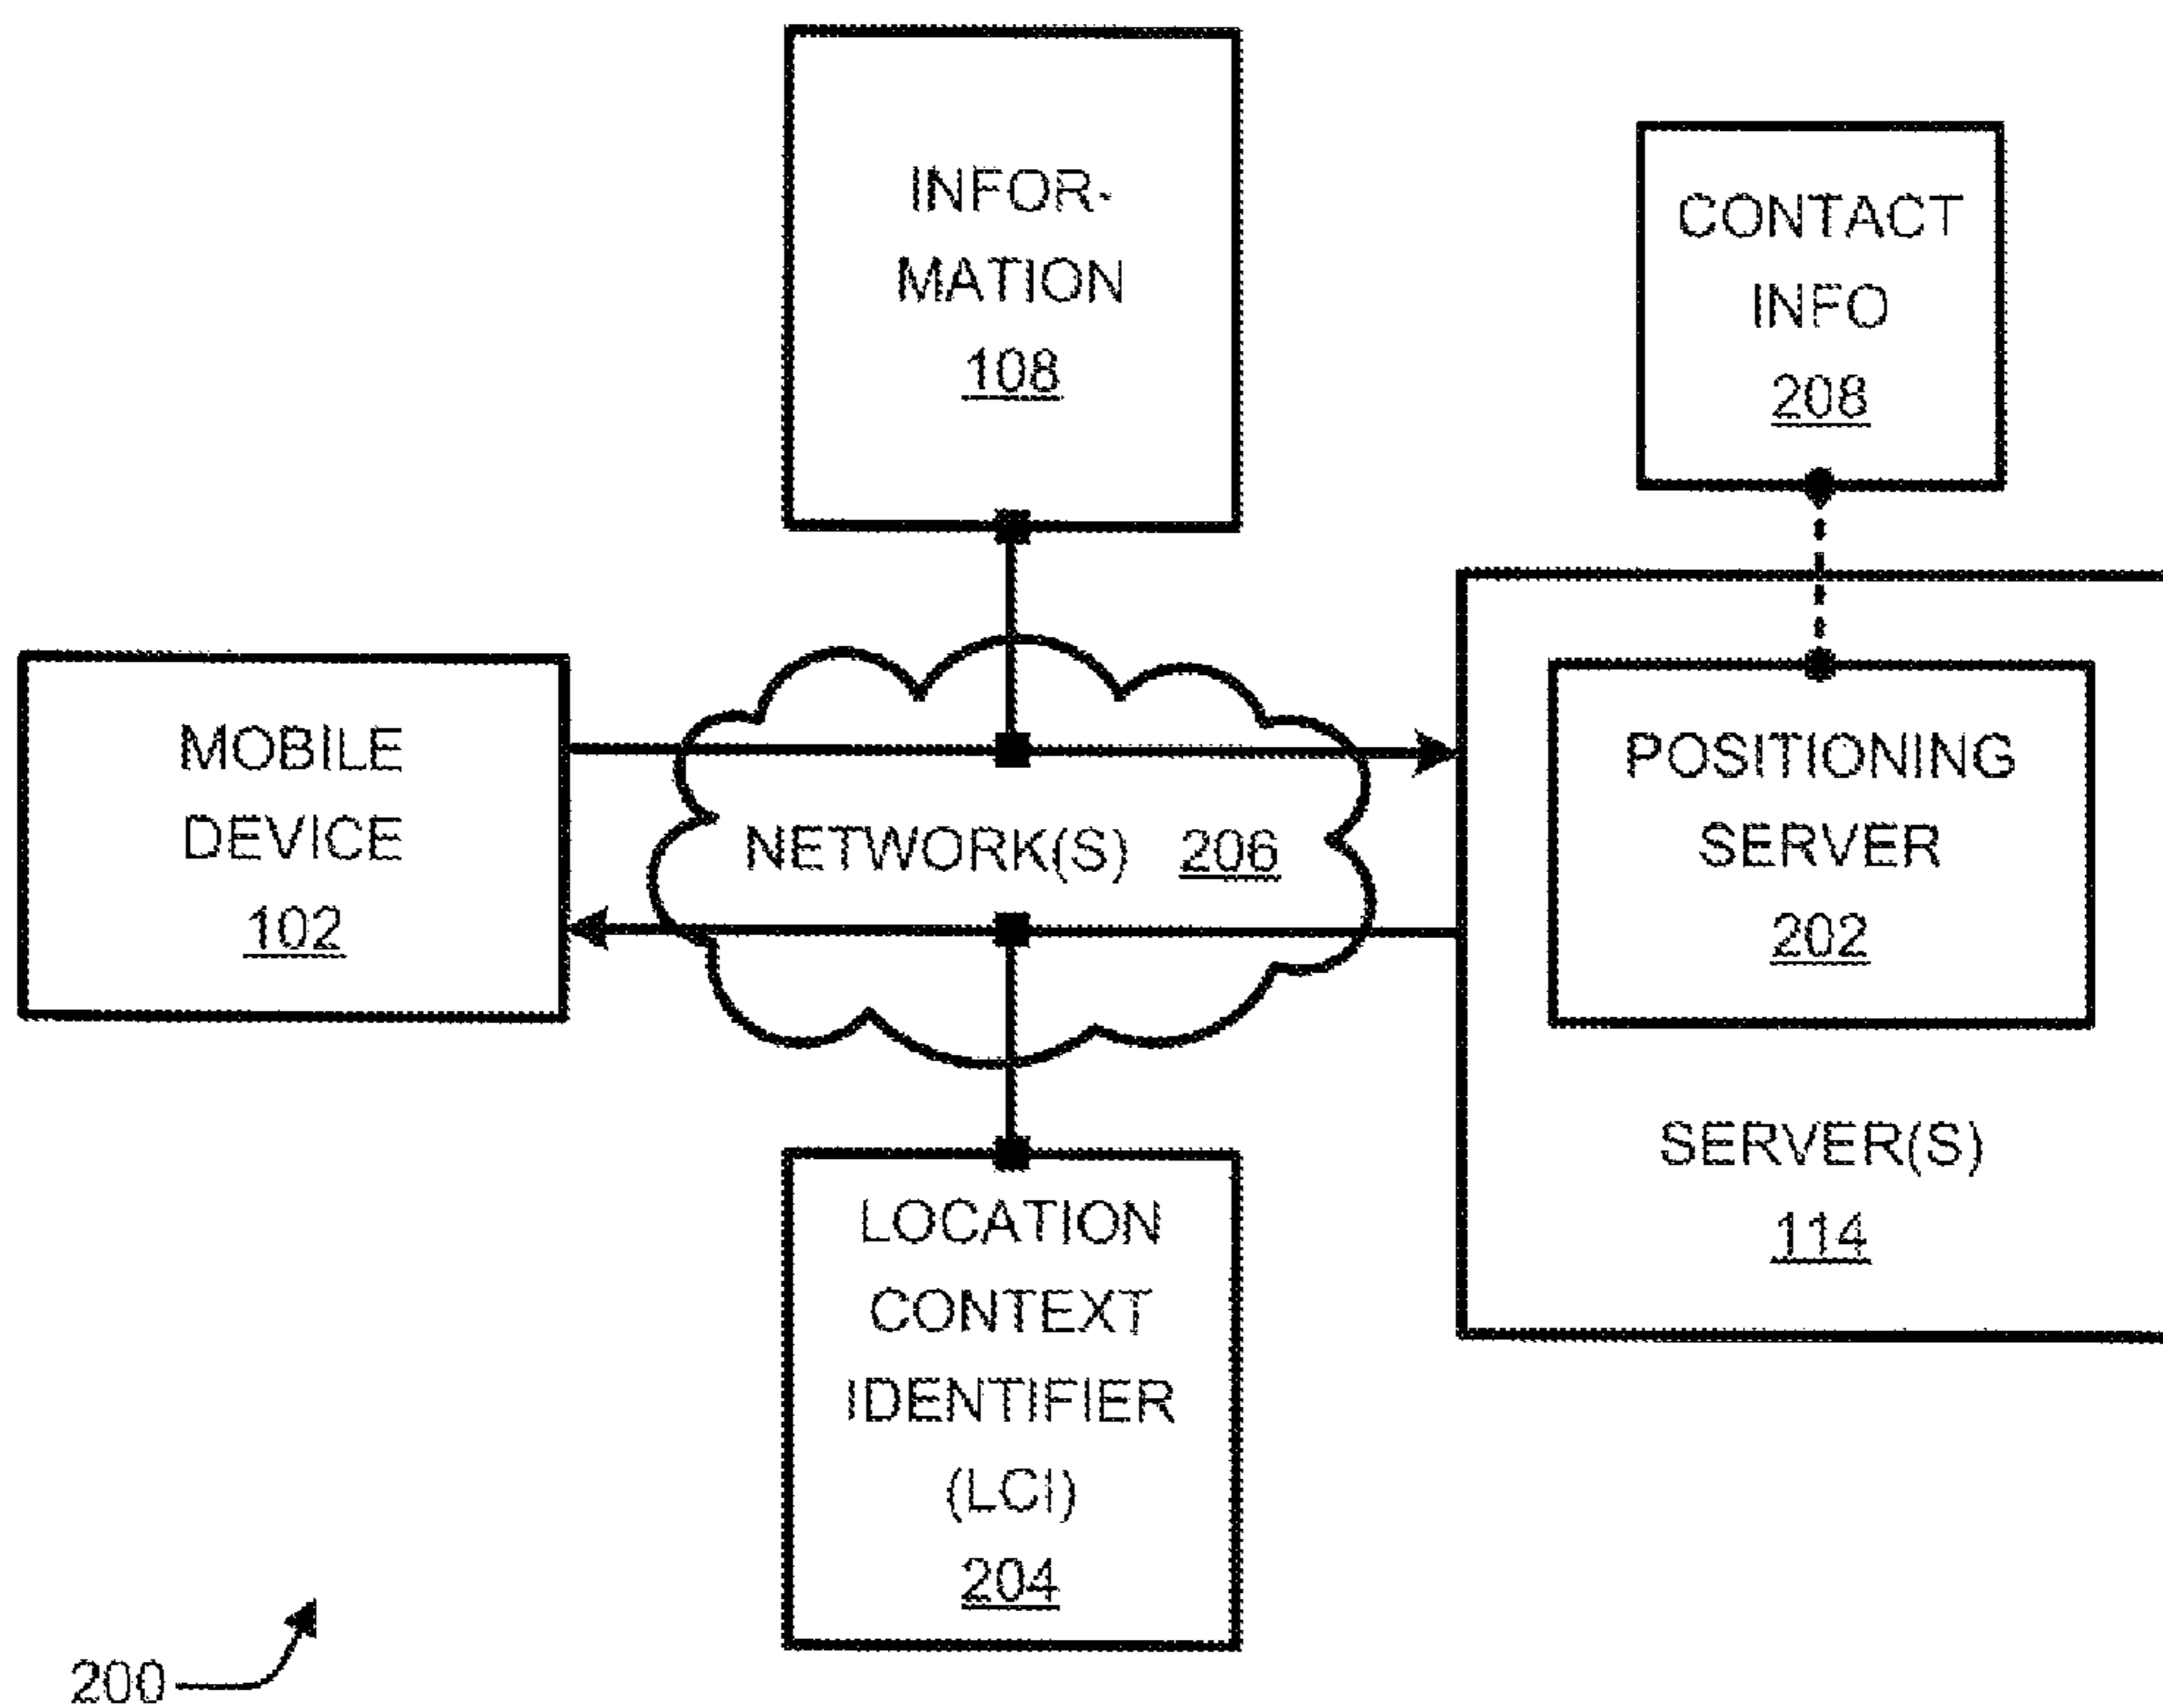 INFOR-
MATION
108
CONTACT
INFO
208
MOBILE
DEVICE
102
NETWORK(S) 206
POSITIONING
SERVER
202
SERVER(S)
114
LOCATION
CONTEXT
IDENTIFIER
(LCI)
204
200